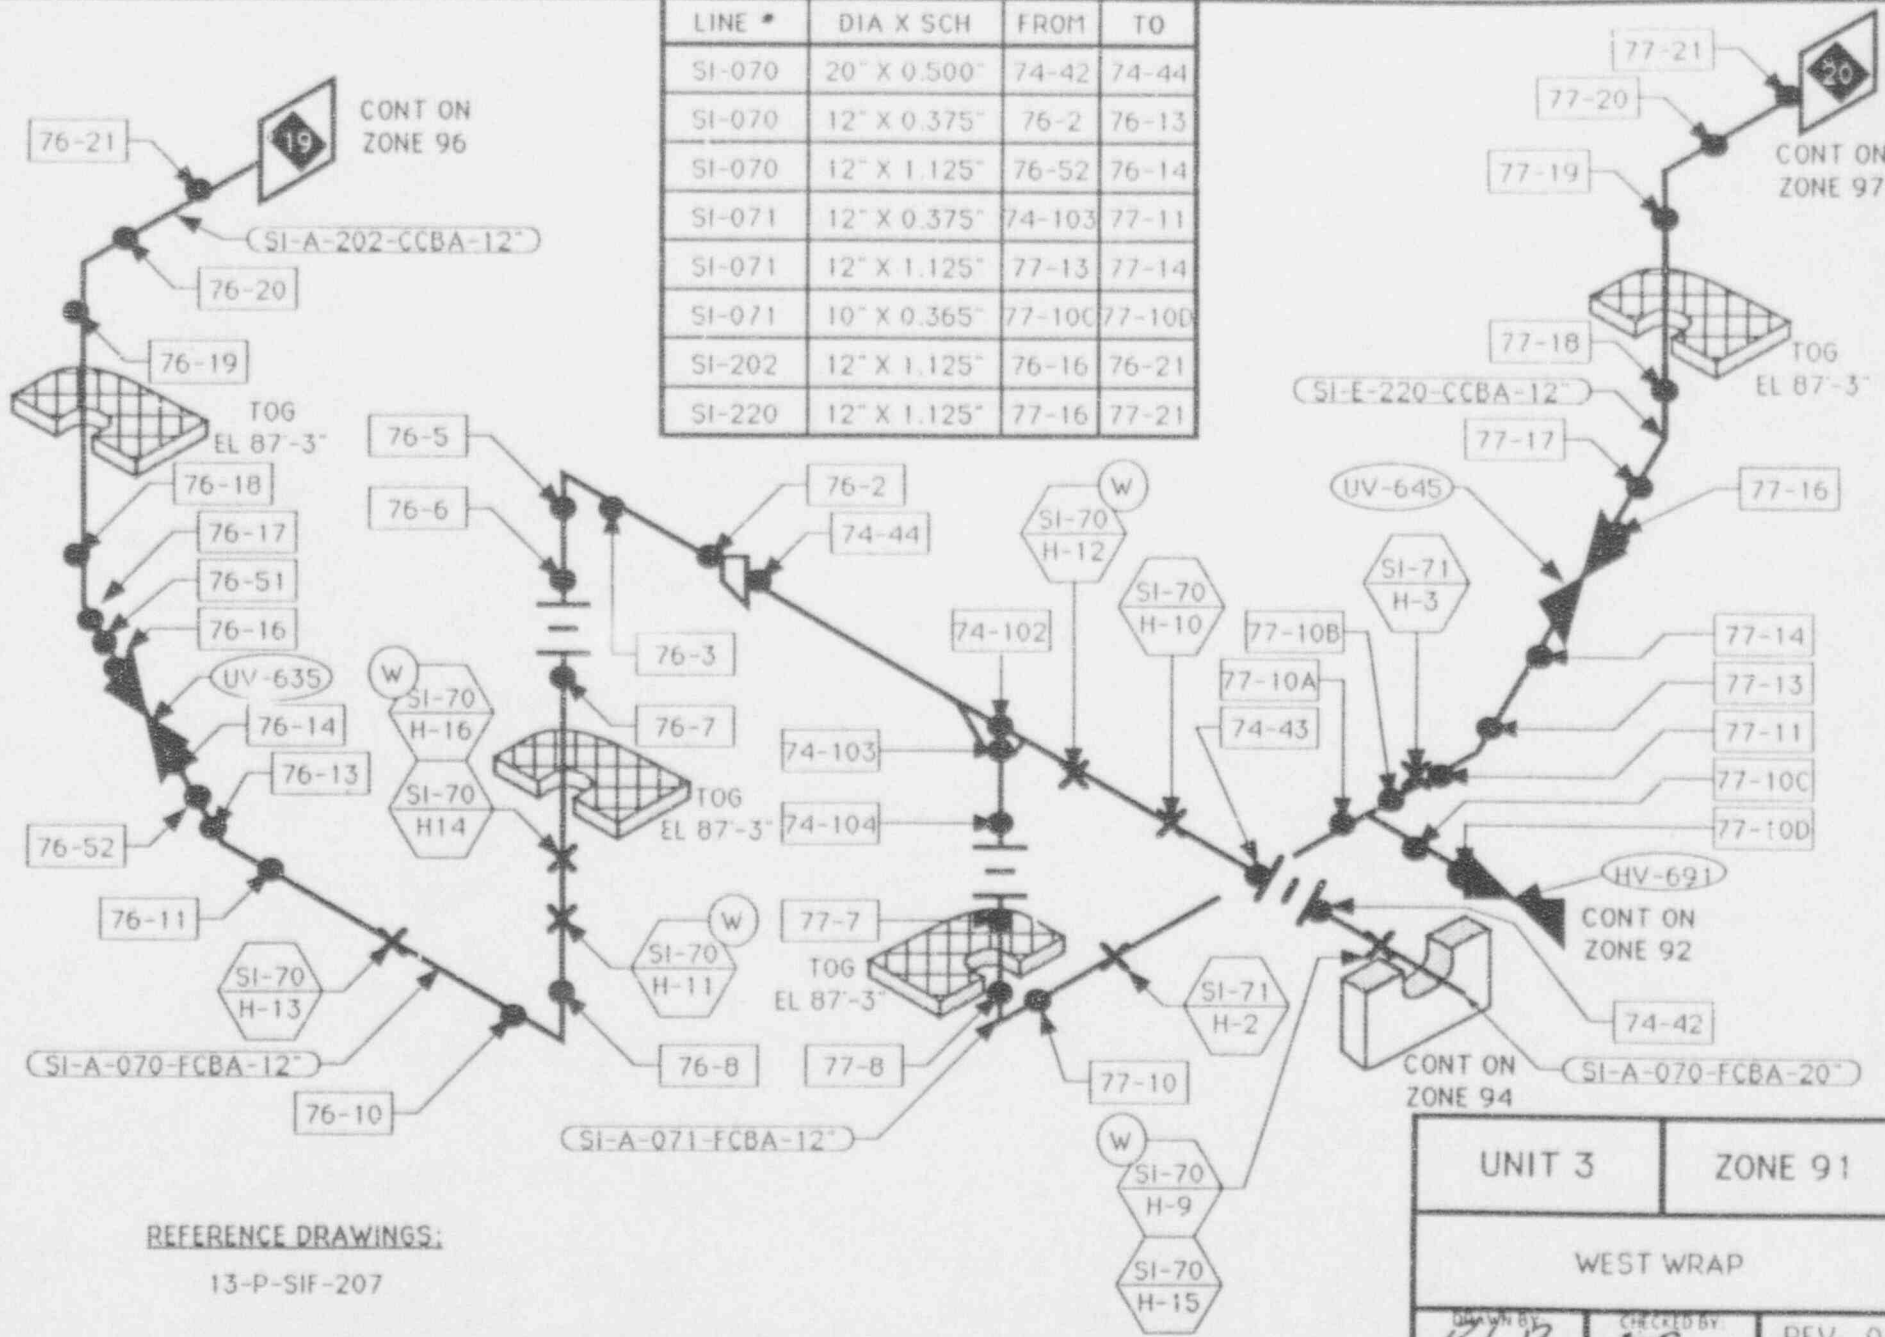 LINE * DIA X SCH FROM TO
SI-070 20" X 0.500" 74-42 74-44
SI-070 12" X 0.375" 76-2 76-13
SI-070 12" X 1.125" 76-52 76-14
SI-071 12" X 0.375" 74-103 77-11
SI-071 12" X 1.125" 77-13 77-14
SI-071 10" X 0.365" 77-10C 77-10D
SI-202 12" X 1.125" 76-16 76-21
SI-220 12" X 1.125" 77-16 77-21
19
CONT ON
ZONE 96
76-21
SI-A-202-CCBA-12"
76-20
76-19
TOG
EL 87'-3"
76-18
76-17
76-51
76-16
UV-635
76-14
76-13
76-52
76-11
SI-70
H-13
SI-A-070-FCBA-12"
76-10
76-5
76-6
76-3
76-2
74-44
W
SI-70
H-16
SI-70
H14
76-7
TOG
EL 87'-3"
W
SI-70
H-11
76-8
74-102
74-103
74-104
77-7
TOG
EL 87'-3"
77-8
SI-A-071-FCBA-12"
77-10
W
SI-70
H-12
SI-70
H-10
77-10B
77-10A
74-43
SI-71
H-3
SI-71
H-2
W
SI-70
H-9
SI-70
H-15
20
CONT ON
ZONE 97
77-21
77-20
77-19
77-18
TOG
EL 87'-3"
SI-E-220-CCBA-12"
77-17
UV-645
77-16
77-14
77-13
77-11
77-10C
77-10D
HV-691
CONT ON
ZONE 92
74-42
CONT ON
ZONE 94
SI-A-070-FCBA-20"
REFERENCE DRAWINGS:
13-P-SIF-207
UNIT 3
ZONE 91
WEST WRAP
DRAWN BY
CHECKED BY:
REV. 0